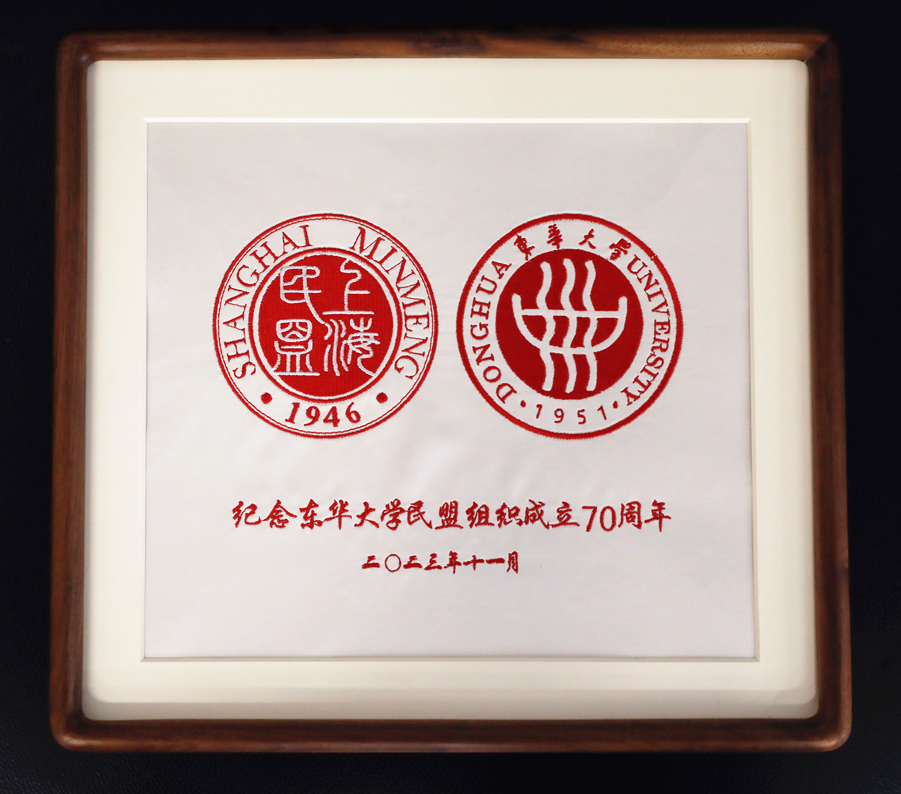 SHANGHAI MINMENG
上海民盟
1946
東華大學
DONGHUA UNIVERSITY
1951
纪念东华大学民盟组织成立70周年
二〇二三年十一月